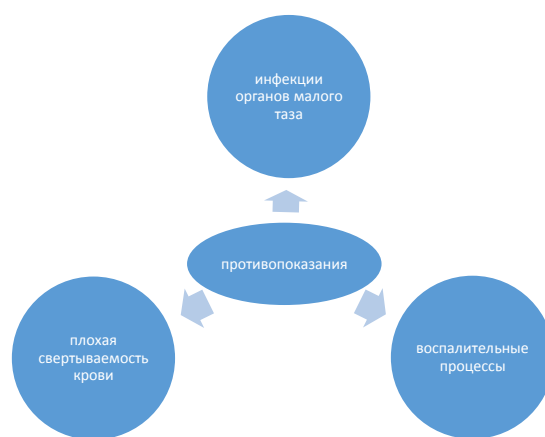 инфекции
органов малого
таза
противопоказания
плохая
свертываемость
крови
воспалительные
процессы